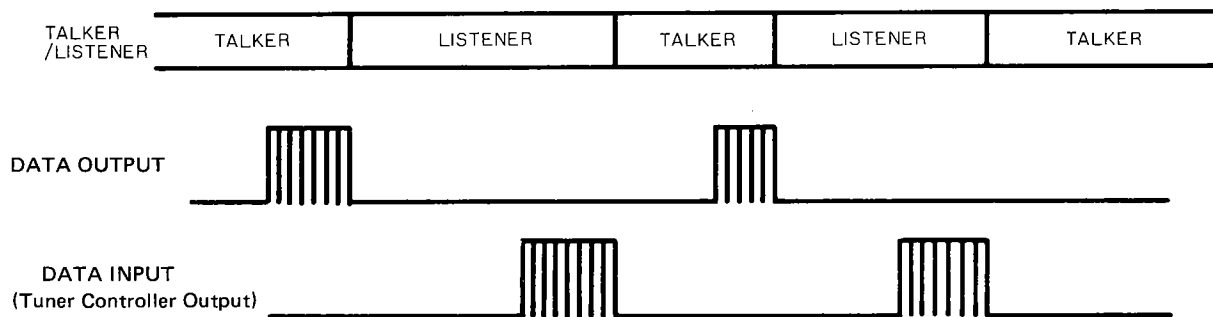 TALKER
/LISTENER
TALKER LISTENER TALKER LISTENER TALKER
DATA OUTPUT
DATA INPUT
(Tuner Controller Output)